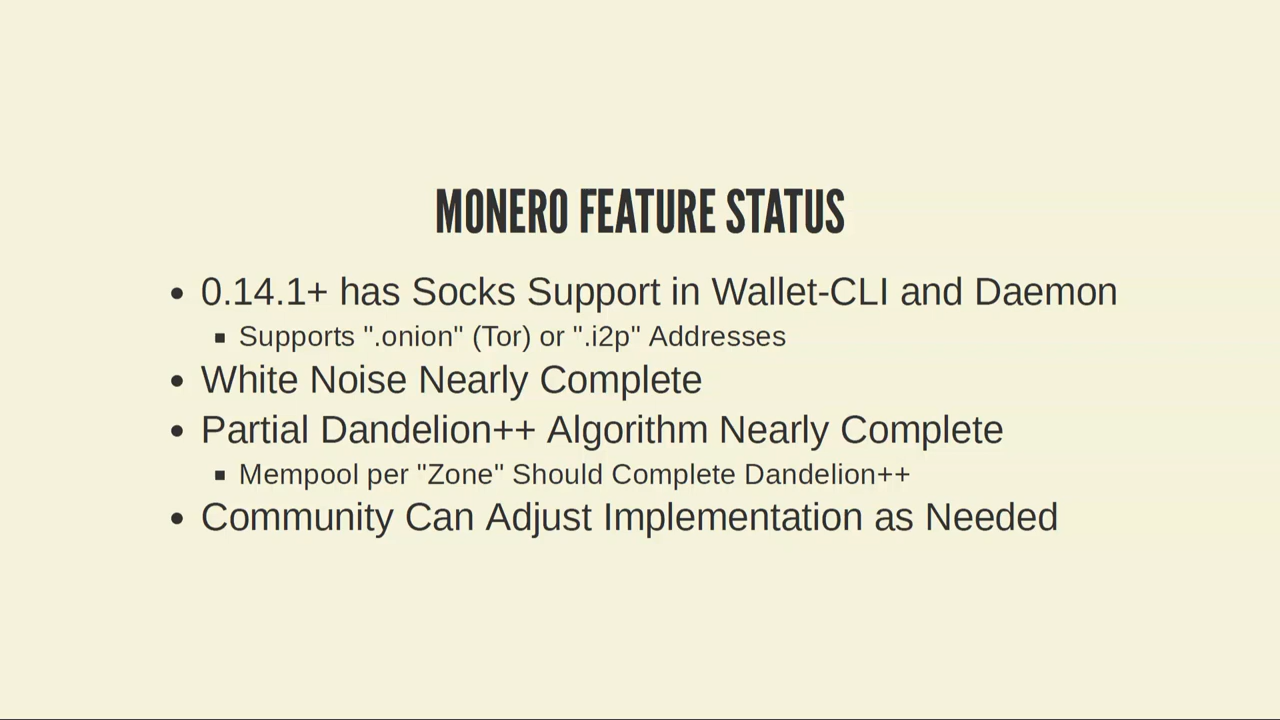 MONERO FEATURE STATUS
0.14.1+ has Socks Support in Wallet-CLI and Daemon
Supports ".onion" (Tor) or ".i2p" Addresses
White Noise Nearly Complete
Partial Dandelion++ Algorithm Nearly Complete
Mempool per "Zone" Should Complete Dandelion++
Community Can Adjust Implementation as Needed